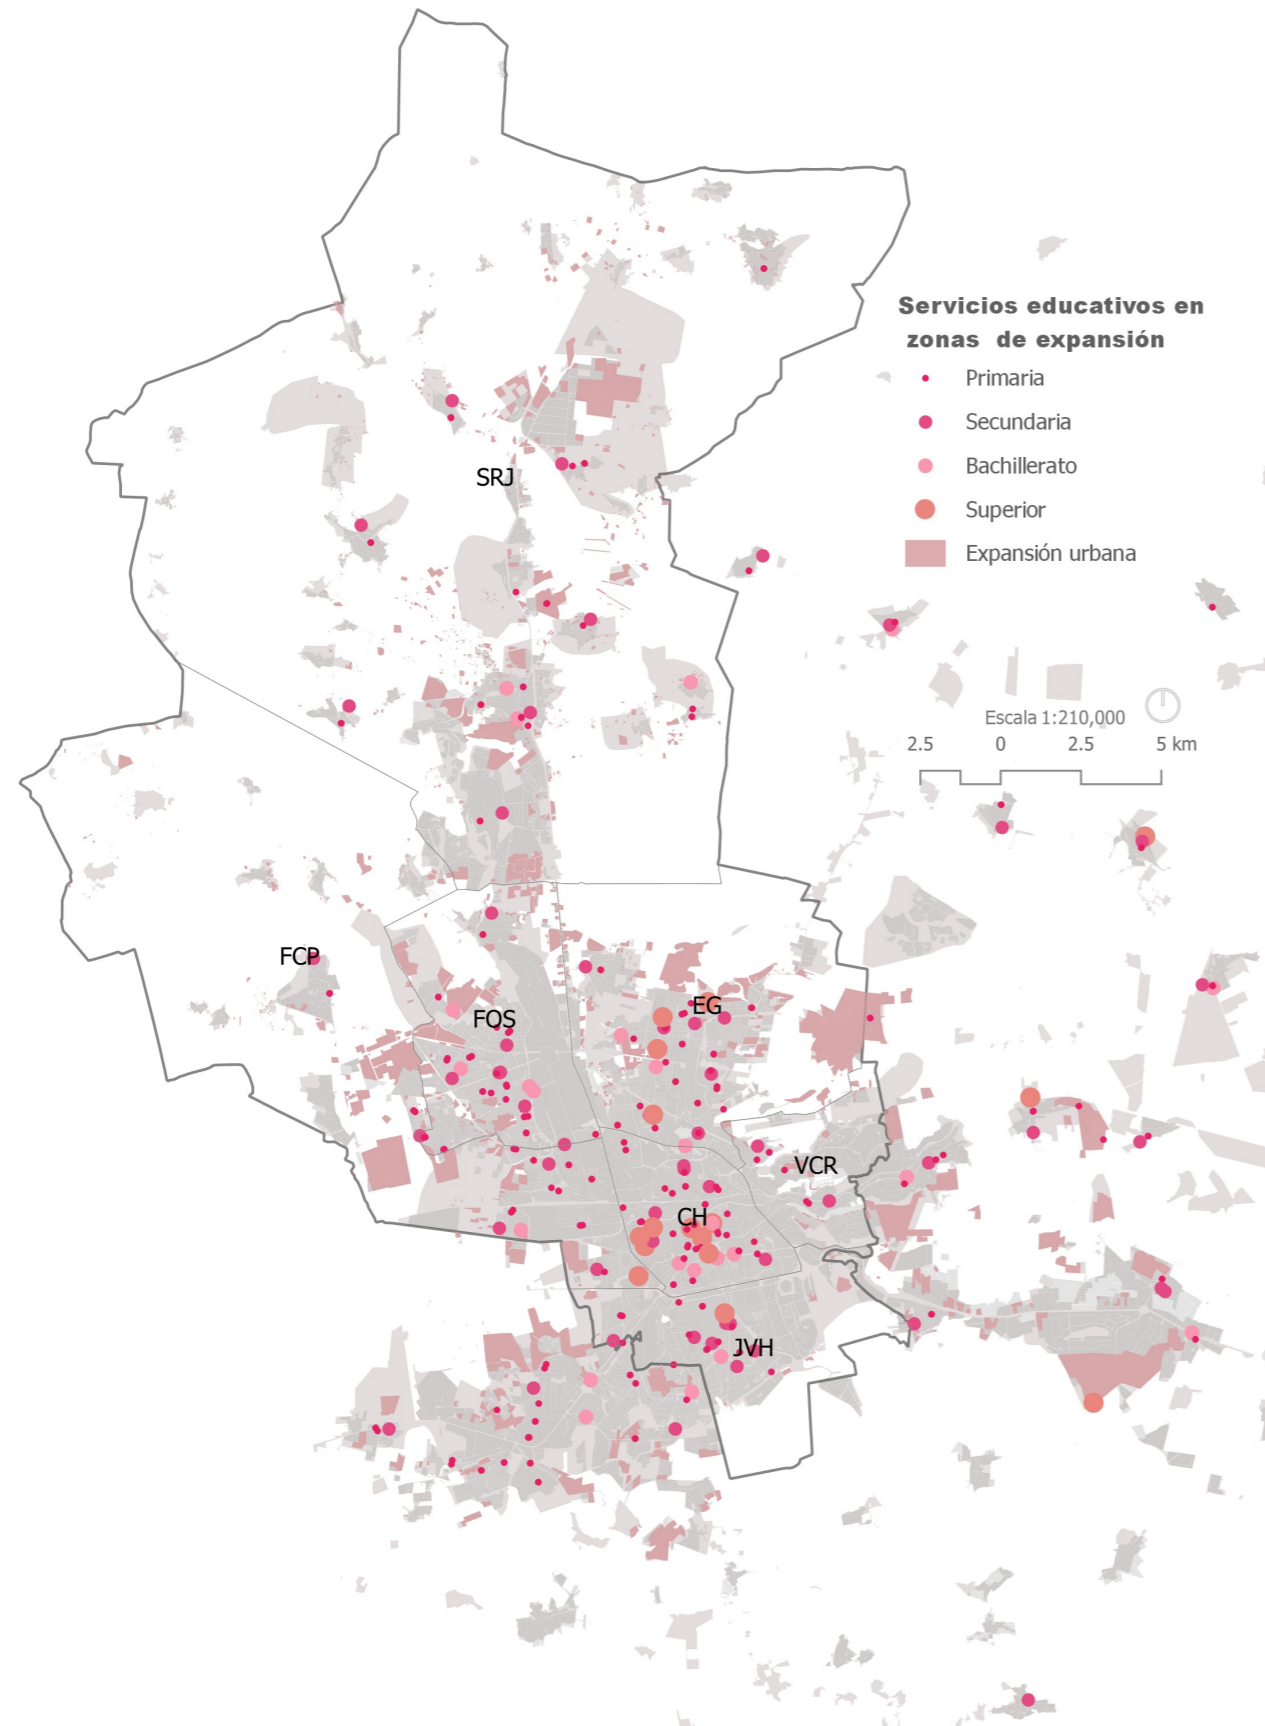 Servicios educativos en
zonas de expansión
Primaria
Secundaria
Bachillerato
Superior
Expansión urbana
SRJ
Escala 1:210,000
2.5 0 2.5 5 km
FCP
FOS
EG
VCR
CH
JVH